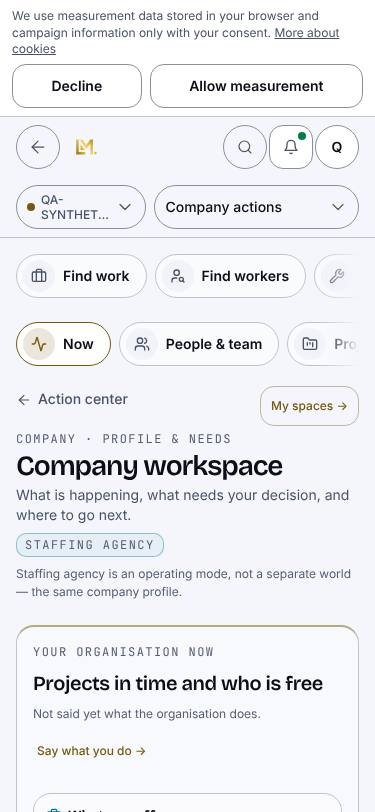 We use measurement data stored in your browser and
campaign information only with your consent. More about
cookies
Decline
Allow measurement
LM.
Q
QA-
SYNTHET...
Company actions
Find work
Find workers
Now
People & team
Pro
← Action center
My spaces →
COMPANY · PROFILE & NEEDS
Company workspace
What is happening, what needs your decision, and
where to go next.
STAFFING AGENCY
Staffing agency is an operating mode, not a separate world
— the same company profile.
YOUR ORGANISATION NOW
Projects in time and who is free
Not said yet what the organisation does.
Say what you do →